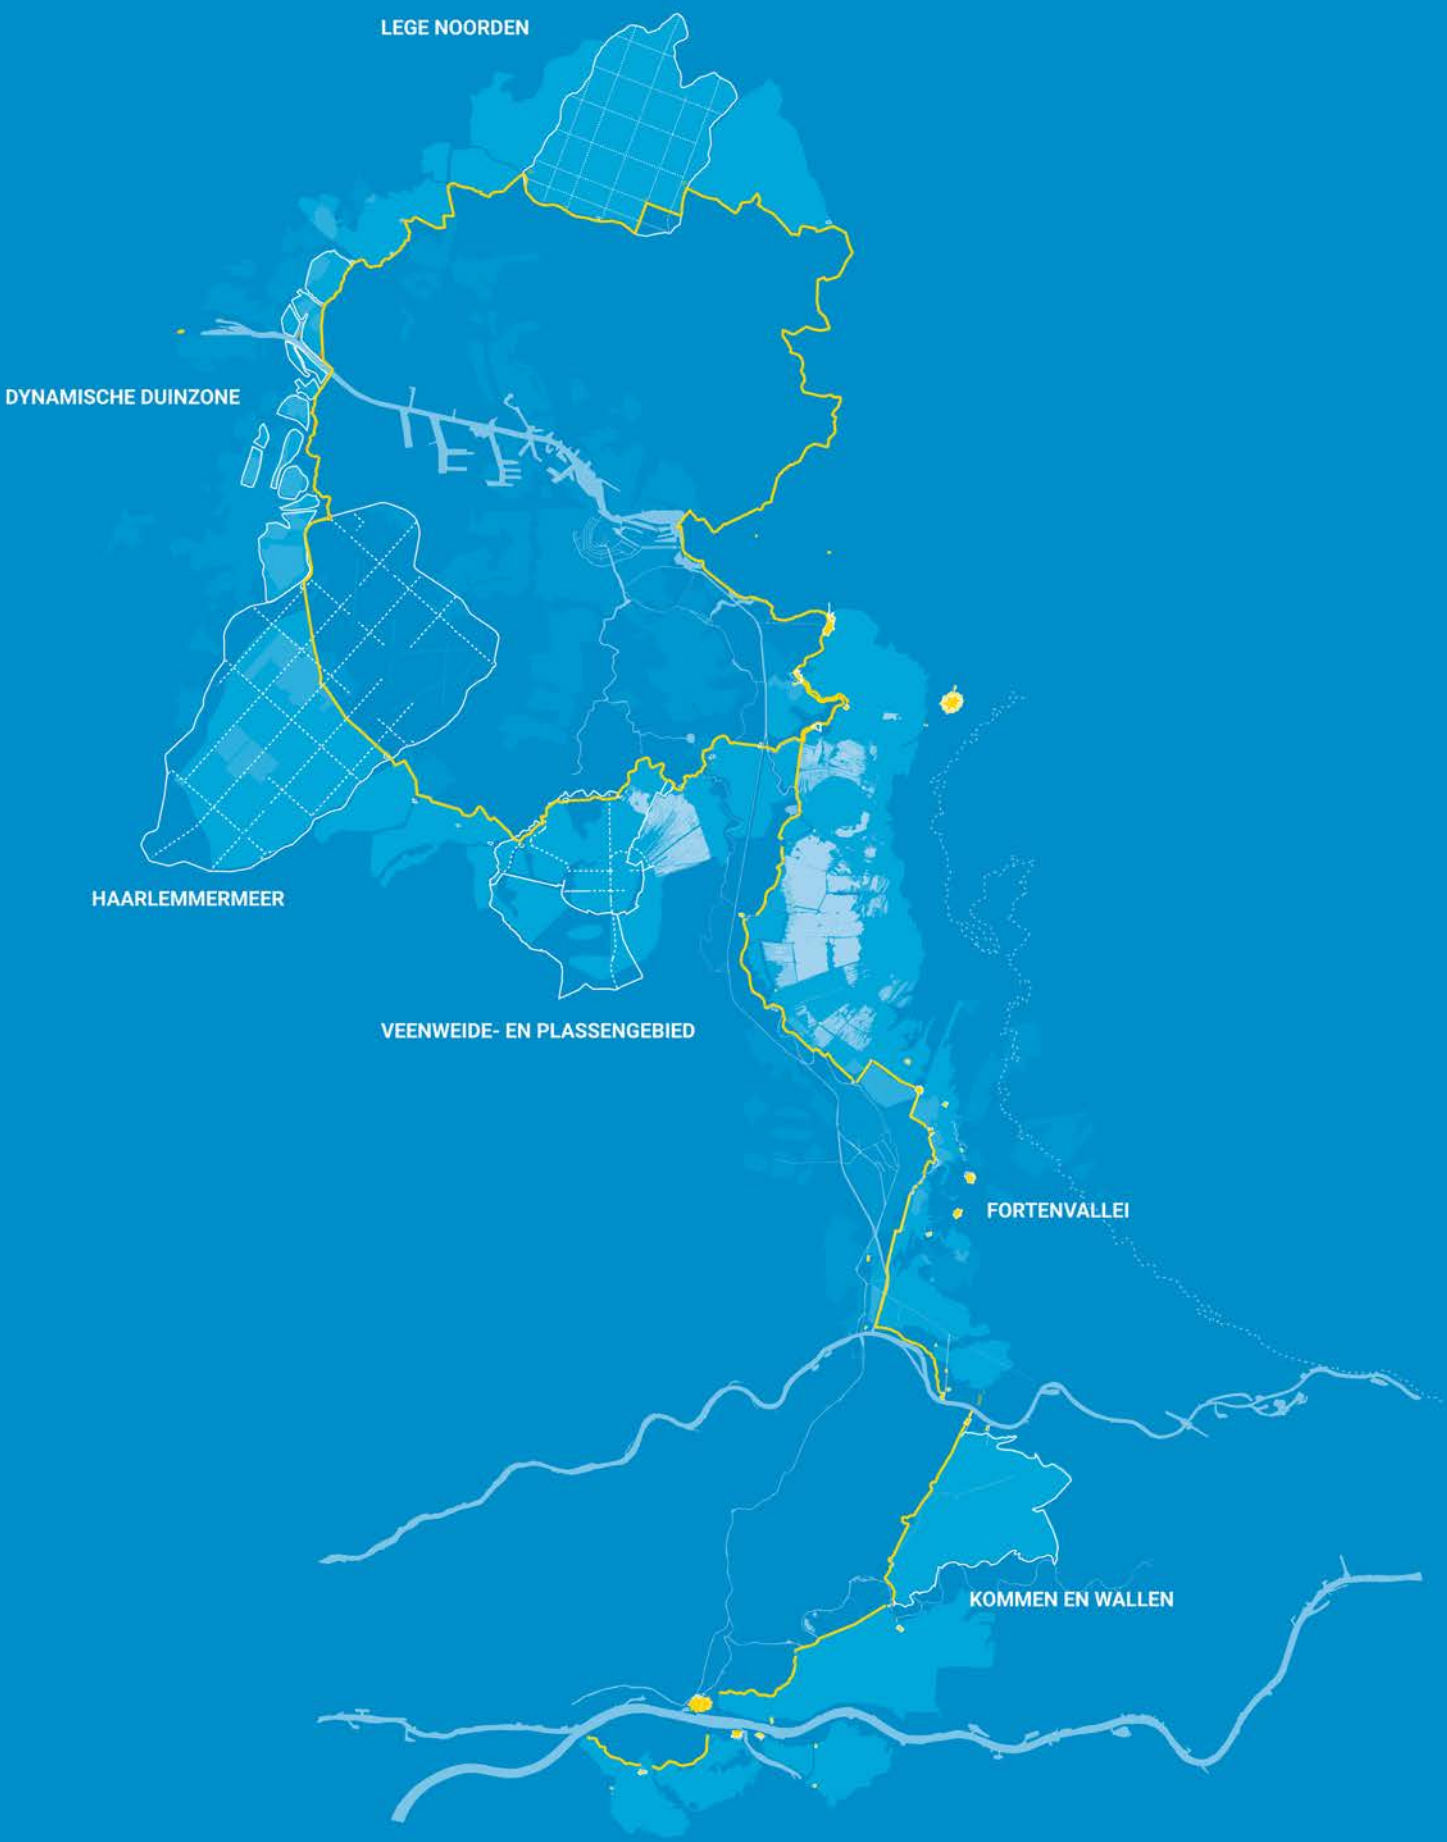 LEGE NOORDEN
DYNAMISCHE DUINZONE
HAARLEMMERMEER
VEENWEIDE- EN PLASSENGEBIED
FORTENVALLEI
KOMMEN EN WALLEN